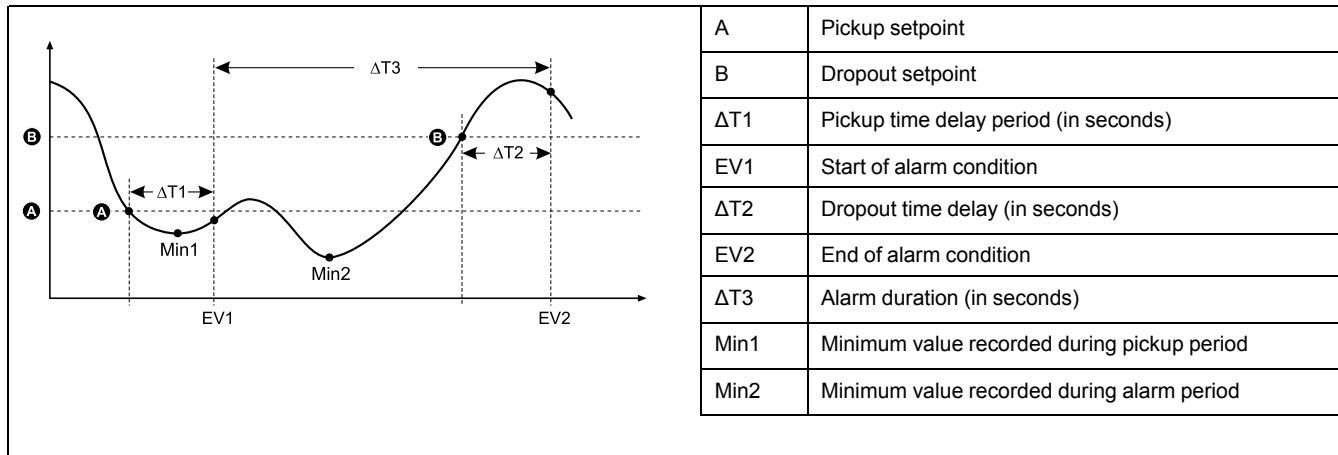 ΔT3
B
B
ΔT2
ΔT1
A
A
Min1
Min2
EV1
EV2
A Pickup setpoint
B Dropout setpoint
ΔT1 Pickup time delay period (in seconds)
EV1 Start of alarm condition
ΔT2 Dropout time delay (in seconds)
EV2 End of alarm condition
ΔT3 Alarm duration (in seconds)
Min1 Minimum value recorded during pickup period
Min2 Minimum value recorded during alarm period